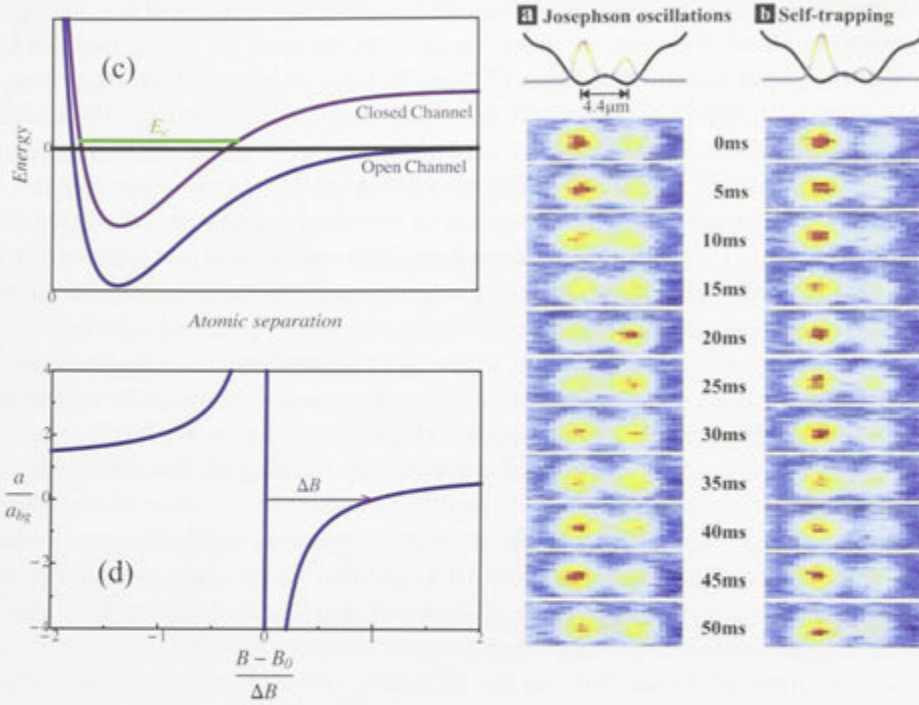 (c)
Energy
0
E_c
Closed Channel
Open Channel
0
Atomic separation
4
2
0
−2
−4
a
a_bg
ΔB
(d)
−2
−1
0
1
2
B − B₀
ΔB
a Josephson oscillations
4.4μm
b Self-trapping
0ms
5ms
10ms
15ms
20ms
25ms
30ms
35ms
40ms
45ms
50ms